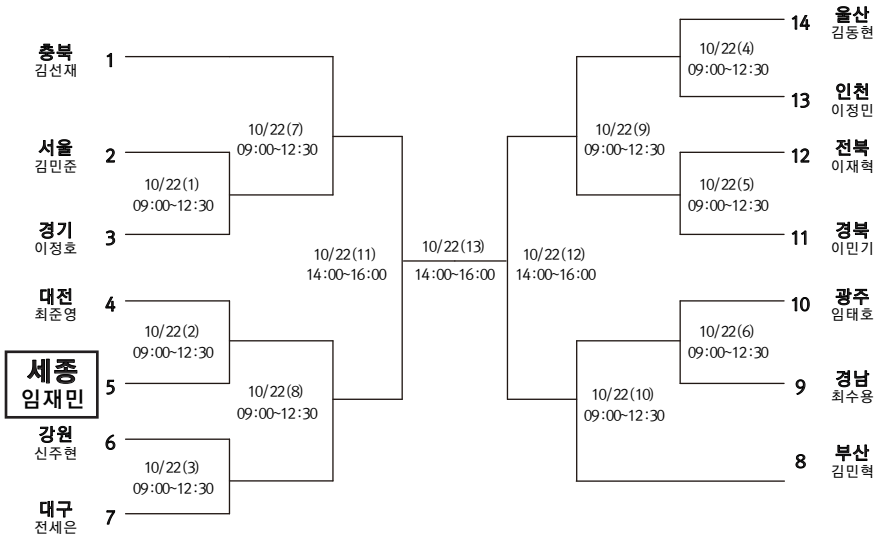 충북
김선재
1
서울
김민준
2
경기
이정호
3
대전
최준영
4
세종
임재민
5
강원
신주현
6
대구
전세은
7
10/22(1)
09:00~12:30
10/22(2)
09:00~12:30
10/22(3)
09:00~12:30
10/22(7)
09:00~12:30
10/22(8)
09:00~12:30
10/22(11)
14:00~16:00
10/22(13)
14:00~16:00
10/22(12)
14:00~16:00
10/22(9)
09:00~12:30
10/22(10)
09:00~12:30
10/22(4)
09:00~12:30
10/22(5)
09:00~12:30
10/22(6)
09:00~12:30
14
울산
김동현
13
인천
이정민
12
전북
이재혁
11
경북
이민기
10
광주
임태호
9
경남
최수용
8
부산
김민혁